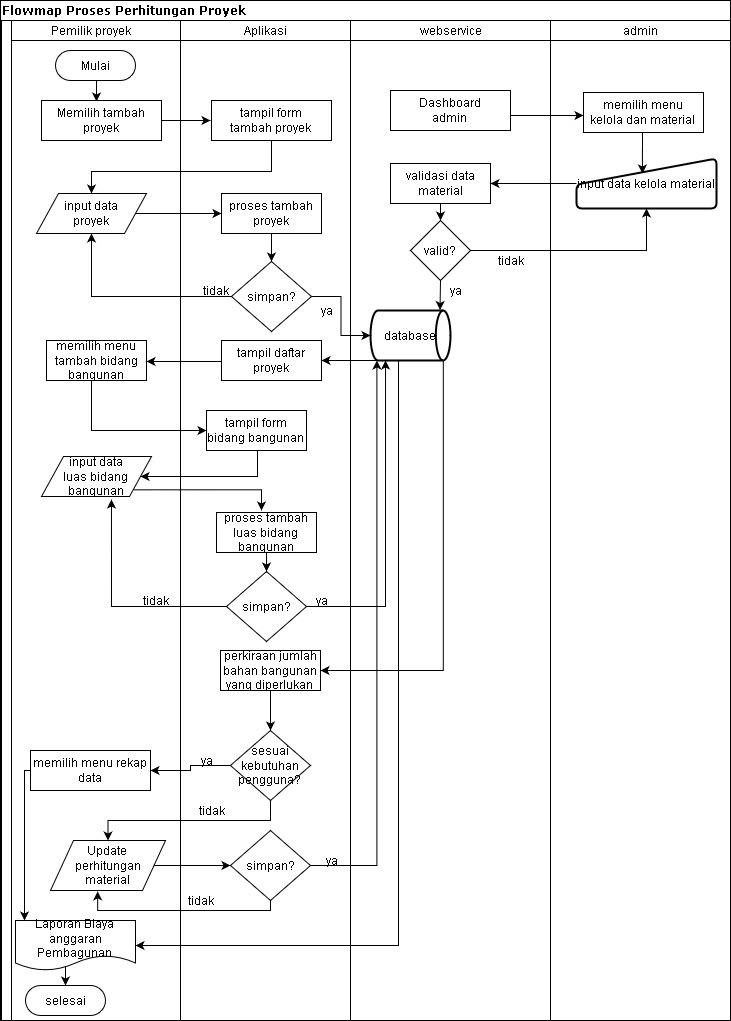 Flowmap Proses Perhitungan Proyek
Pemilik proyek
Aplikasi
webservice
admin
Mulai
Memilih tambah
proyek
tampil form
tambah proyek
Dashboard
admin
memilih menu
kelola dan material
input data
proyek
proses tambah
proyek
validasi data
material
input data kelola material
valid?
tidak
ya
tidak
simpan?
ya
database
memilih menu
tambah bidang
bangunan
tampil daftar
proyek
tampil form
bidang bangunan
input data
luas bidang
bangunan
proses tambah
luas bidang
bangunan
tidak
simpan?
ya
perkiraan jumlah
bahan bangunan
yang diperlukan
memilih menu rekap
data
ya
sesuai
kebutuhan
pengguna?
tidak
Update
perhitungan
material
simpan?
ya
tidak
Laporan Biaya
anggaran
Pembagunan
selesai